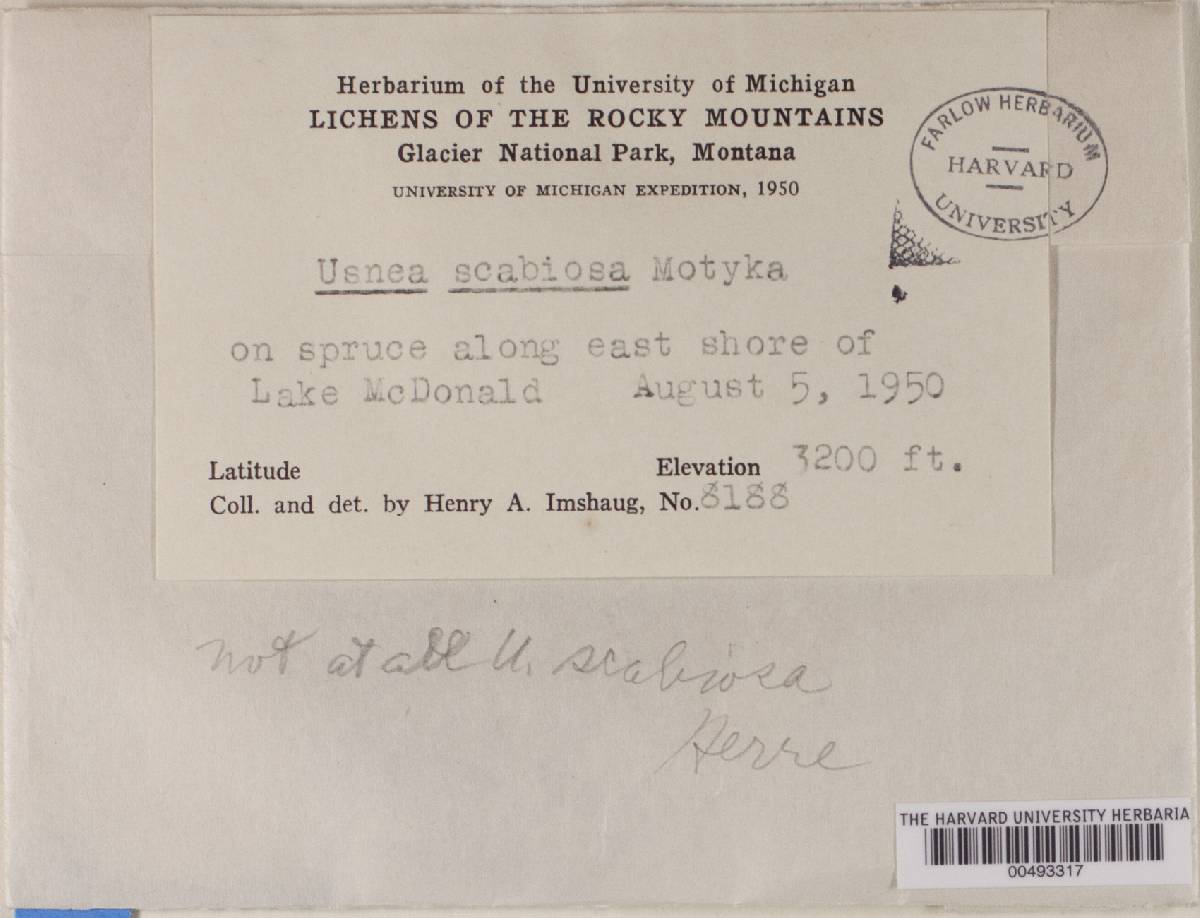 Herbarium of the University of Michigan
LICHENS OF THE ROCKY MOUNTAINS
Glacier National Park, Montana
UNIVERSITY OF MICHIGAN EXPEDITION, 1950
FARLOW HERBARIUM
HARVARD
UNIVERSITY
Usnea scabiosa Motyka
on spruce along east shore of
Lake McDonald August 5, 1950
Latitude Elevation 3200 ft.
Coll. and det. by Henry A. Imshaug, No. 8188
not at all U. scabiosa
Herre
THE HARVARD UNIVERSITY HERBARIA
00493317